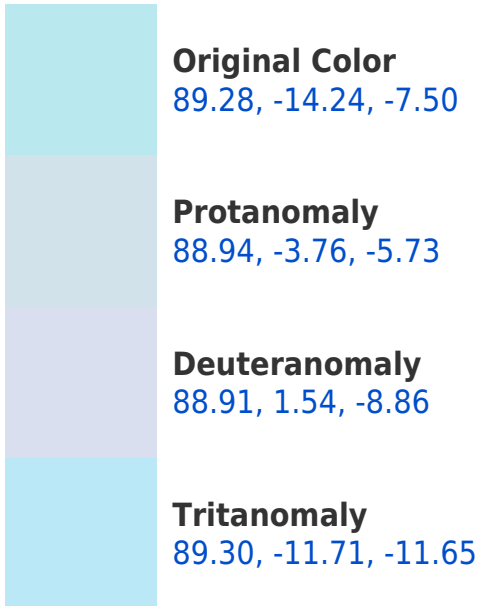 Original Color
89.28, -14.24, -7.50
Protanomaly
88.94, -3.76, -5.73
Deuteranomaly
88.91, 1.54, -8.86
Tritanomaly
89.30, -11.71, -11.65